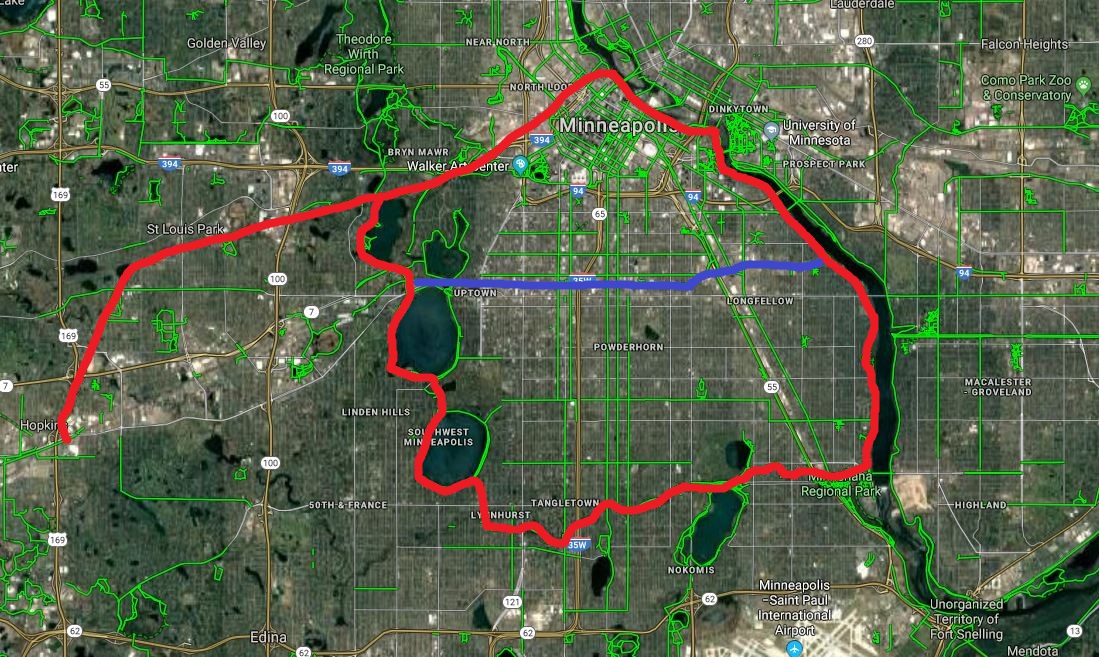 Lake
Lauderdale
Golden Valley
Theodore
Wirth
Regional Park
NEAR NORTH
280
Falcon Heights
55
Como Park Zoo
& Conservatory
NORTH LOOP
100
DINKYTOWN
Minneapolis
University of
Minnesota
394
BRYN MAWR
394
394
Walker Art Center
PROSPECT PARK
169
94
94
65
St Louis Park
94
100
35W
UPTOWN
LONGFELLOW
7
169
POWDERHORN
7
55
MACALESTER
- GROVELAND
LINDEN HILLS
Hopkins
SOUTHWEST
MINNEAPOLIS
100
Minnehaha
Regional Park
50TH & FRANCE
TANGLETOWN
HIGHLAND
LYNNHURST
169
35W
NOKOMIS
Minneapolis
-Saint Paul
International
Airport
121
62
Unorganized
Territory of
Fort Snelling
62
Edina
62
62
13
Mendota